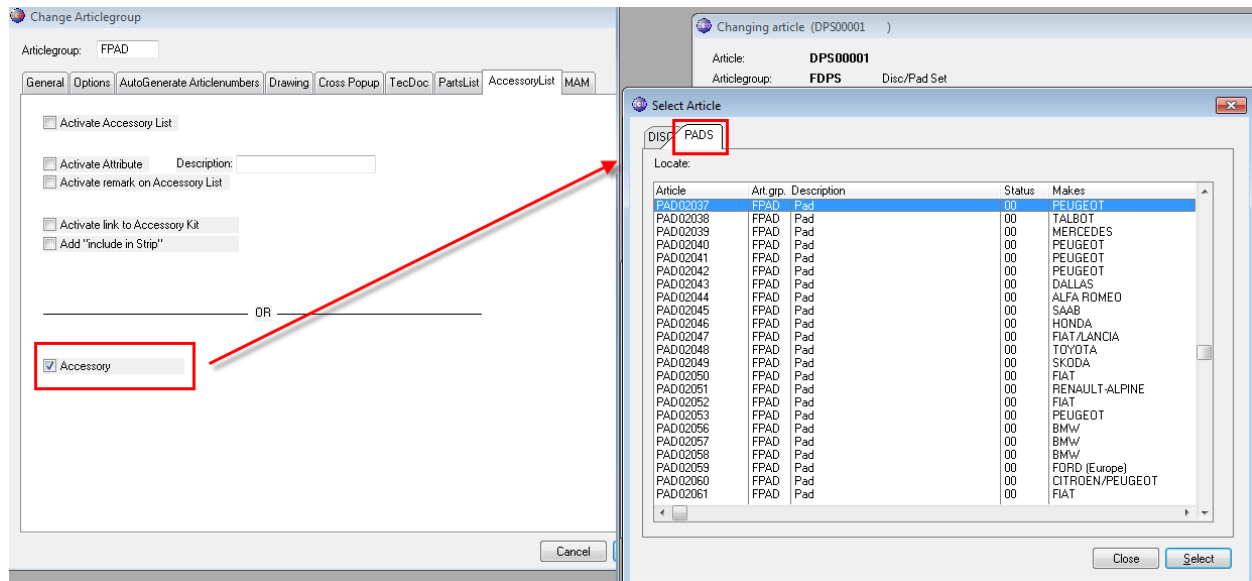 Change Articlegroup
Articlegroup: FPAD
General Options AutoGenerate Articlenumbers Drawing Cross Popup TecDoc PartsList AccessoryList MAM
Activate Accessory List
Activate Attribute Description:
Activate remark on Accessory List
Activate link to Accessory Kit
Add "include in Strip"
OR
Accessory
Cancel
Changing article (DPS00001 )
Article: DPS00001
Articlegroup: FDPS Disc/Pad Set
Select Article
DISC PADS
Locate:
Article Art.grp. Description Status Makes
PAD02037 FPAD Pad 00 PEUGEOT
PAD02038 FPAD Pad 00 TALBOT
PAD02039 FPAD Pad 00 MERCEDES
PAD02040 FPAD Pad 00 PEUGEOT
PAD02041 FPAD Pad 00 PEUGEOT
PAD02042 FPAD Pad 00 PEUGEOT
PAD02043 FPAD Pad 00 DALLAS
PAD02044 FPAD Pad 00 ALFA ROMEO
PAD02045 FPAD Pad 00 SAAB
PAD02046 FPAD Pad 00 HONDA
PAD02047 FPAD Pad 00 FIAT/LANCIA
PAD02048 FPAD Pad 00 TOYOTA
PAD02049 FPAD Pad 00 SKODA
PAD02050 FPAD Pad 00 FIAT
PAD02051 FPAD Pad 00 RENAULT-ALPINE
PAD02052 FPAD Pad 00 FIAT
PAD02053 FPAD Pad 00 PEUGEOT
PAD02056 FPAD Pad 00 BMW
PAD02057 FPAD Pad 00 BMW
PAD02058 FPAD Pad 00 BMW
PAD02059 FPAD Pad 00 FORD (Europe)
PAD02060 FPAD Pad 00 CITROEN/PEUGEOT
PAD02061 FPAD Pad 00 FIAT
Close Select